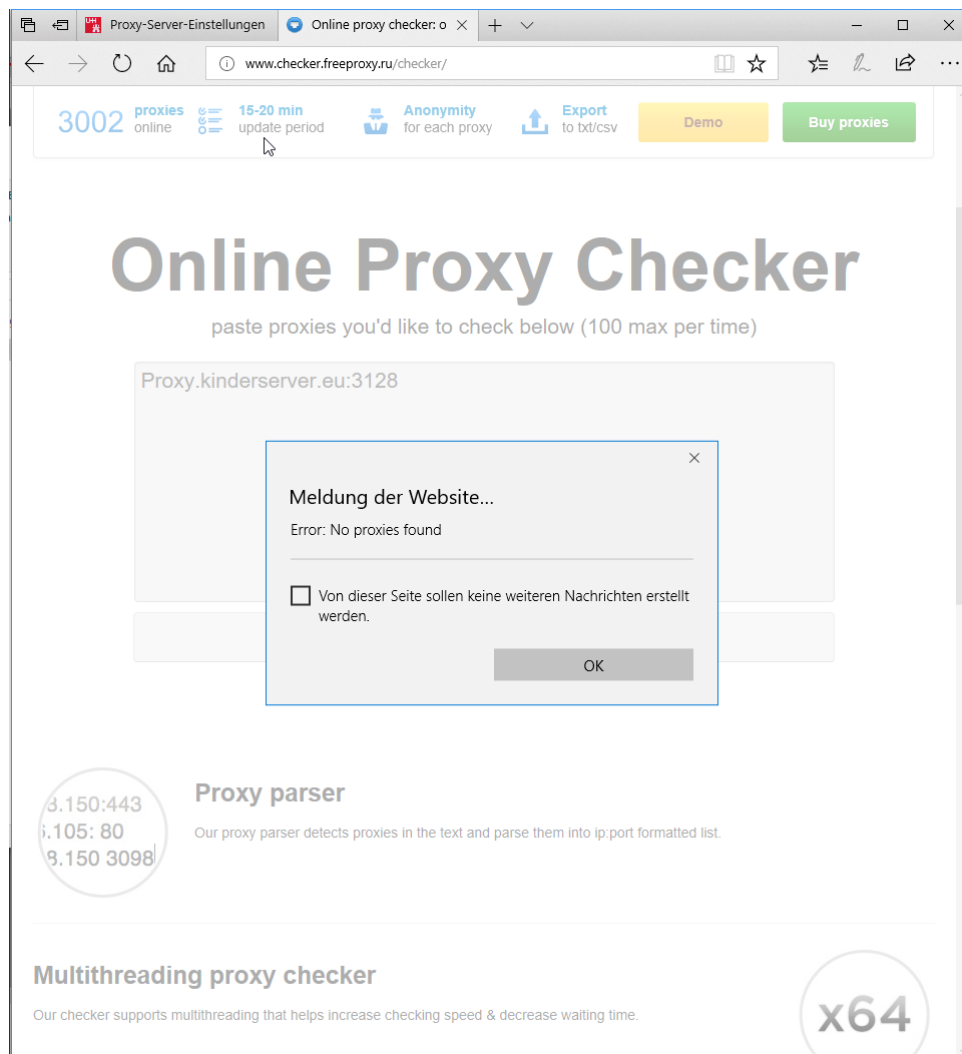 Proxy-Server-Einstellungen
Online proxy checker: o
www.checker.freeproxy.ru/checker/
3002 proxies online
15-20 min update period
Anonymity for each proxy
Export to txt/csv
Demo
Buy proxies
Online Proxy Checker
paste proxies you'd like to check below (100 max per time)
Proxy.kinderserver.eu:3128
Meldung der Website...
Error: No proxies found
Von dieser Seite sollen keine weiteren Nachrichten erstellt
werden.
OK
3.150:443
.105: 80
8.150 3098
Proxy parser
Our proxy parser detects proxies in the text and parse them into ip:port formatted list.
Multithreading proxy checker
Our checker supports multithreading that helps increase checking speed & decrease waiting time.
x64